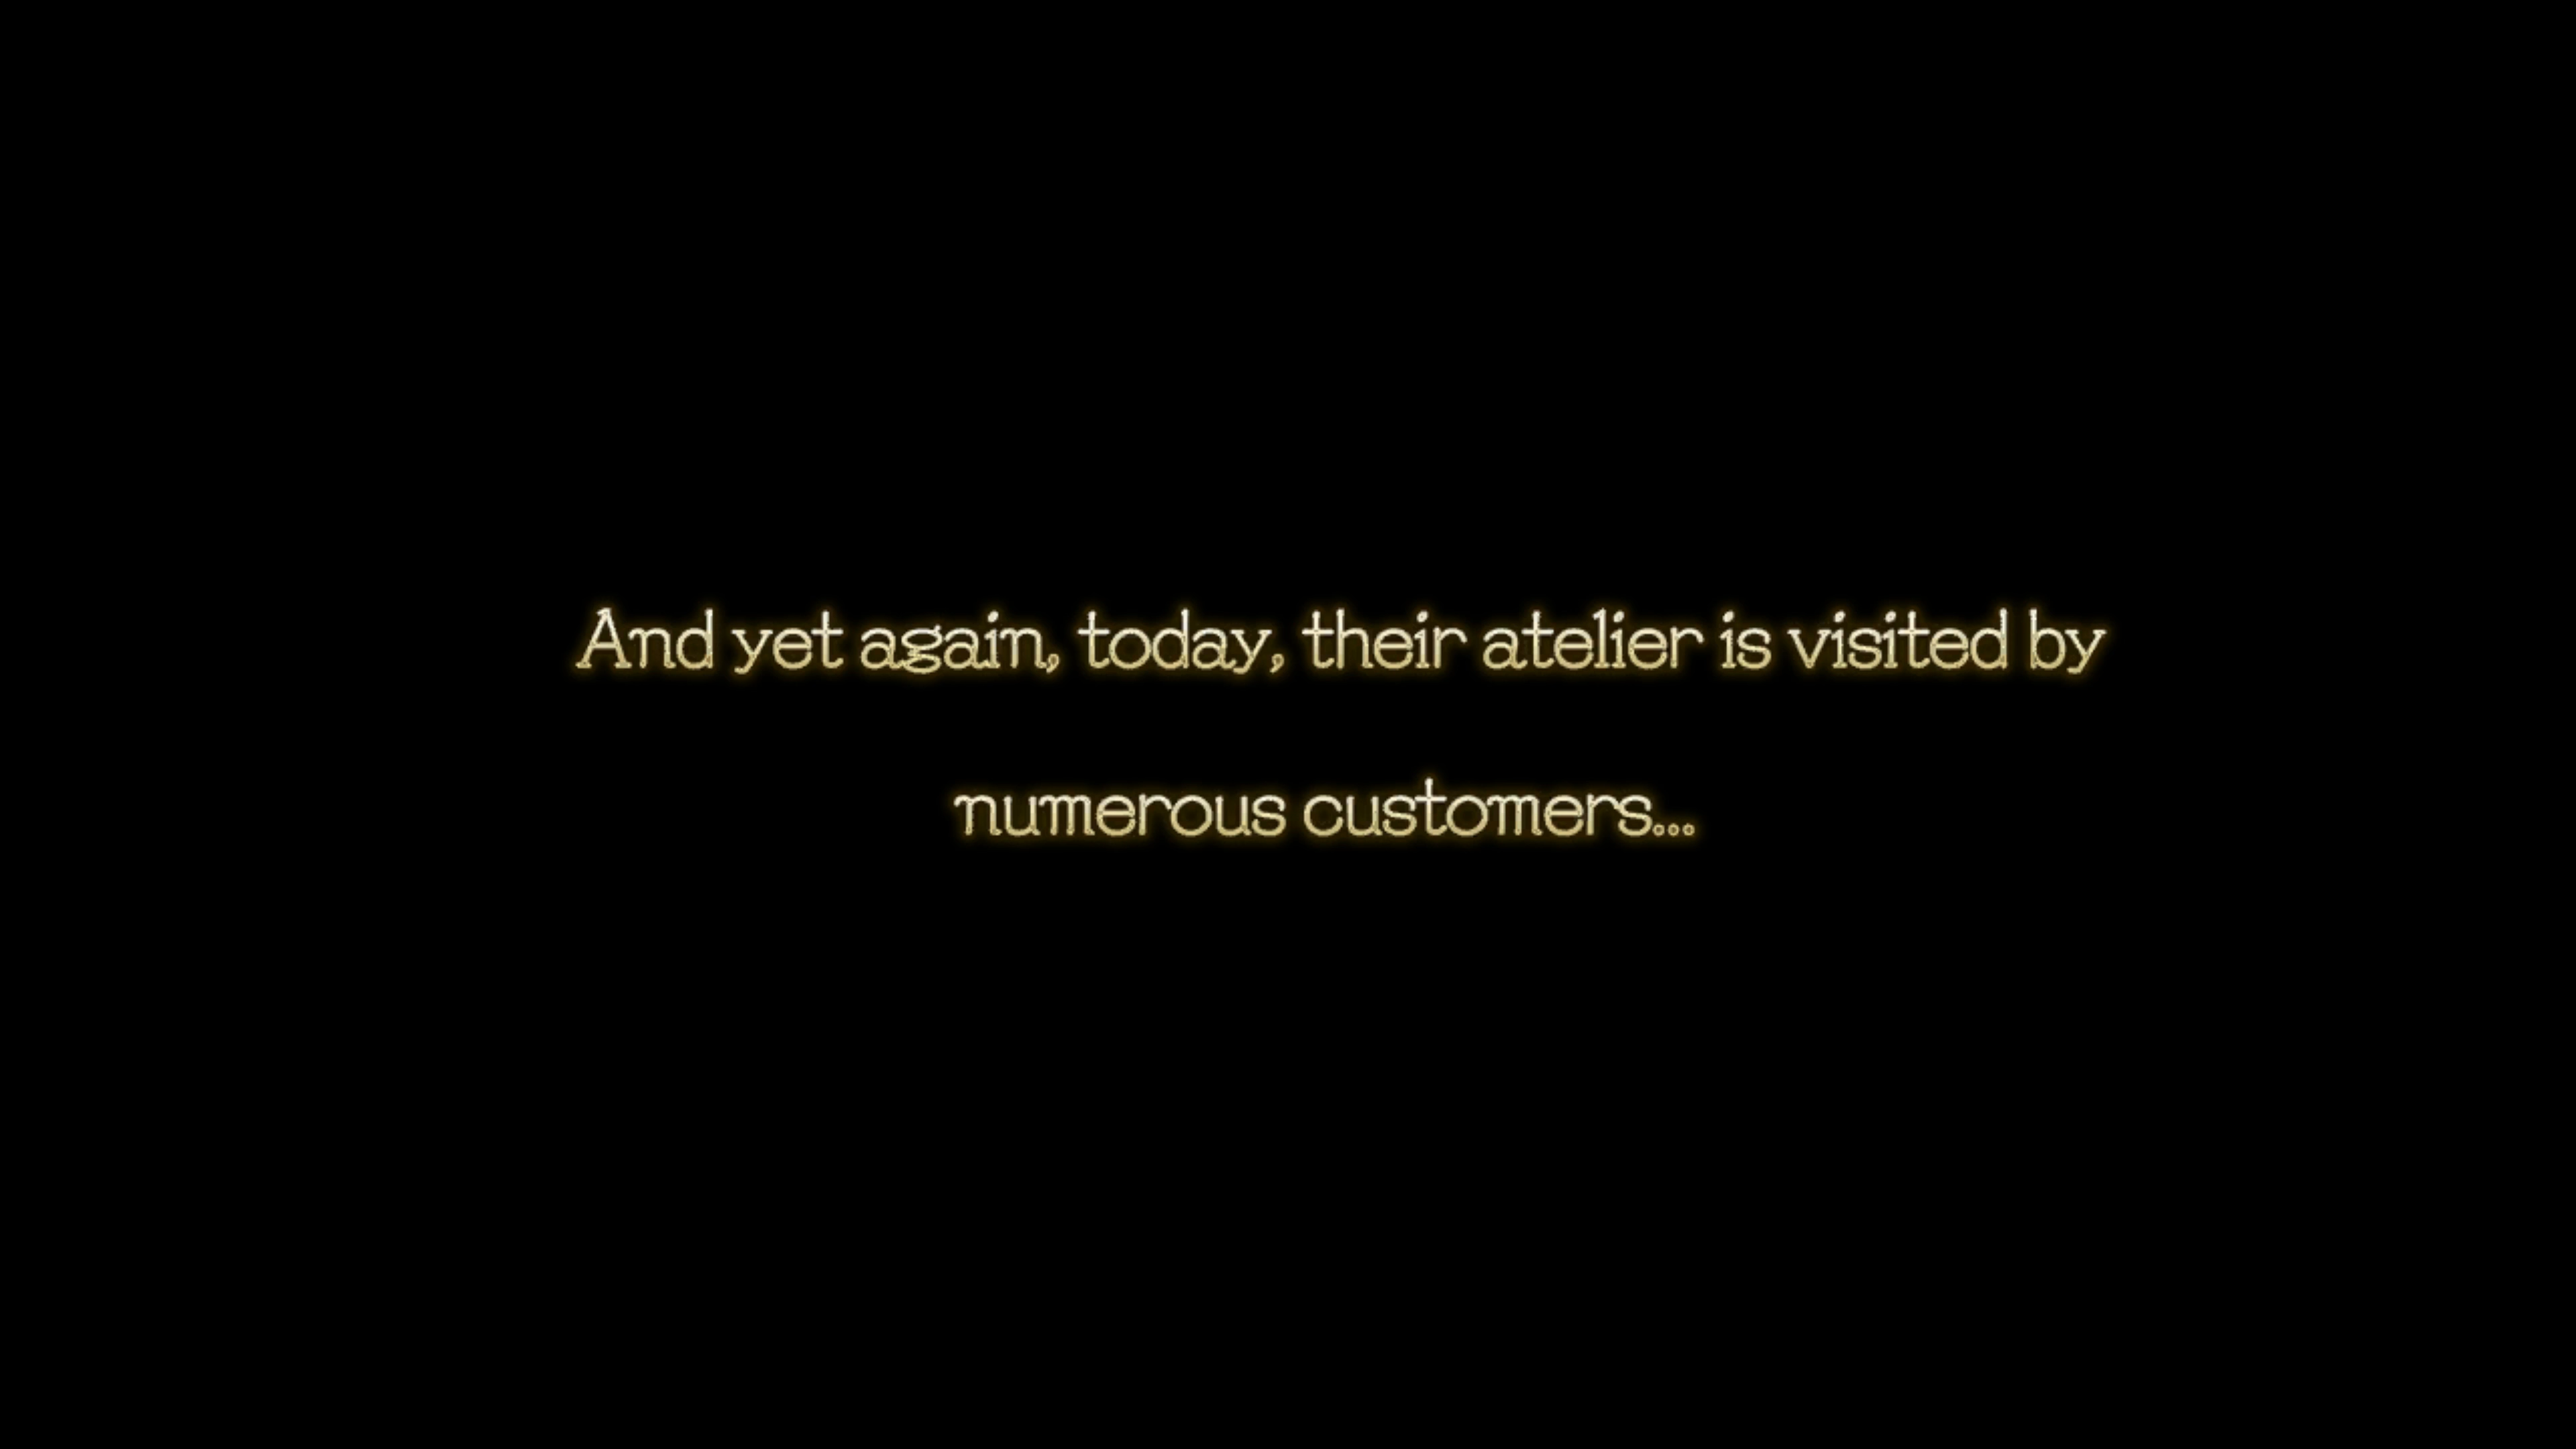 And yet again, today, their atelier is visited by
numerous customers...